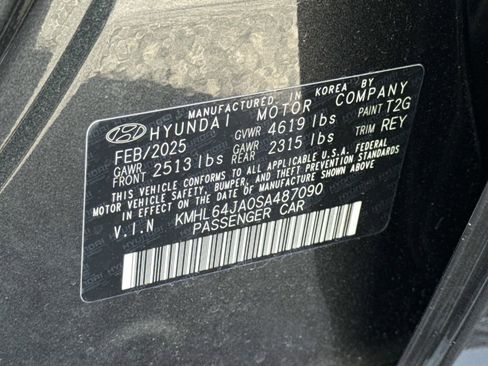 MANUFACTURED IN KOREA BY
HYUNDAI MOTOR COMPANY
FEB/2025 GVWR 4619 lbs PAINT T2G
GAWR FRONT 2513 lbs GAWR REAR 2315 lbs TRIM REY
THIS VEHICLE CONFORMS TO ALL APPLICABLE U.S.A. FEDERAL
MOTOR VEHICLE SAFETY, BUMPER, AND THEFT PREVENTION STANDARDS
IN EFFECT ON THE DATE OF MANUFACTURE SHOWN ABOVE.
V.I.N KMHL64JA0SA487090
PASSENGER CAR